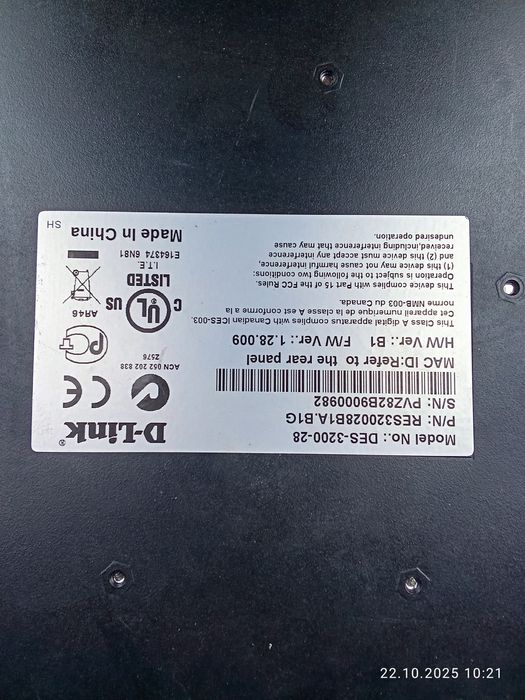 D-Link®
Model No.: DES-3200-28
P/N: RES320028B1A.B1G
S/N: PVZ82B9000982
MAC ID:Refer to the rear panel
H/W Ver.: B1 F/W Ver.: 1.28.009
This Class A digital apparatus complies with Canadian ICES-003.
Cet appareil numérique de la classe A est conforme à la
norme NMB-003 du Canada.
This device complies with Part 15 of the FCC Rules.
Operation is subject to the following two conditions:
(1) this device may not cause harmful interference,
and (2) this device must accept any interference
received,including interference that may cause
undesired operation.
CE
ACN 052 202 838
Z576
AR46
C UL US
LISTED
I.T.E.
E164374 6N81
Made In China
SH
22.10.2025 10:21